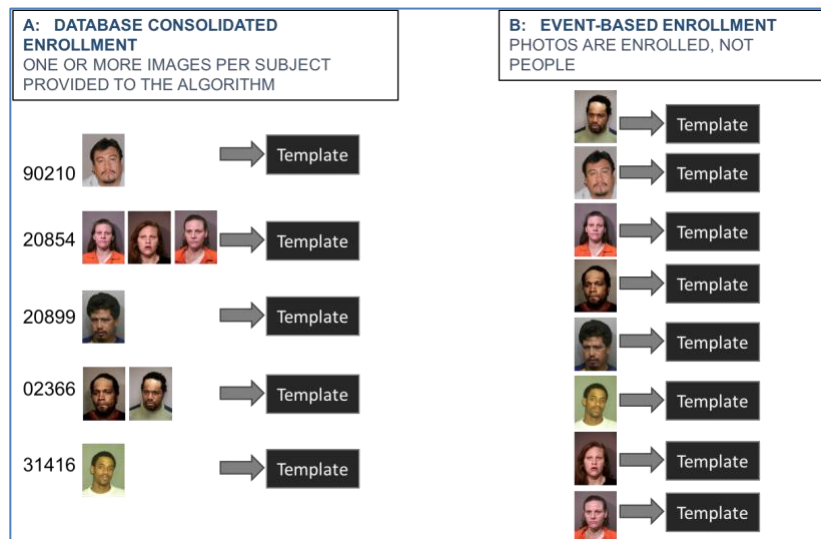 A: DATABASE CONSOLIDATED
ENROLLMENT
ONE OR MORE IMAGES PER SUBJECT
PROVIDED TO THE ALGORITHM
90210
Template
20854
Template
20899
Template
02366
Template
31416
Template
B: EVENT-BASED ENROLLMENT
PHOTOS ARE ENROLLED, NOT
PEOPLE
Template
Template
Template
Template
Template
Template
Template
Template